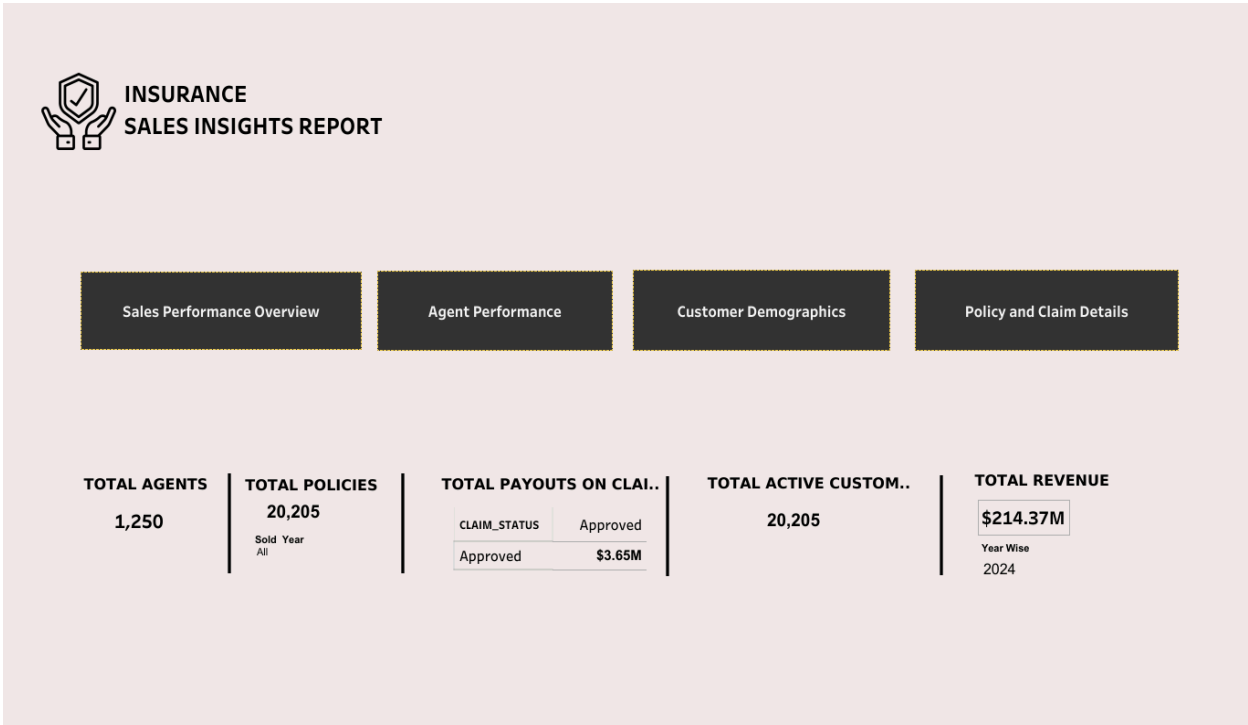 INSURANCE
SALES INSIGHTS REPORT
Sales Performance Overview
Agent Performance
Customer Demographics
Policy and Claim Details
TOTAL AGENTS
1,250
TOTAL POLICIES
20,205
Sold Year
All
TOTAL PAYOUTS ON CLAI..
CLAIM_STATUS Approved
Approved $3.65M
TOTAL ACTIVE CUSTOM..
20,205
TOTAL REVENUE
$214.37M
Year Wise
2024